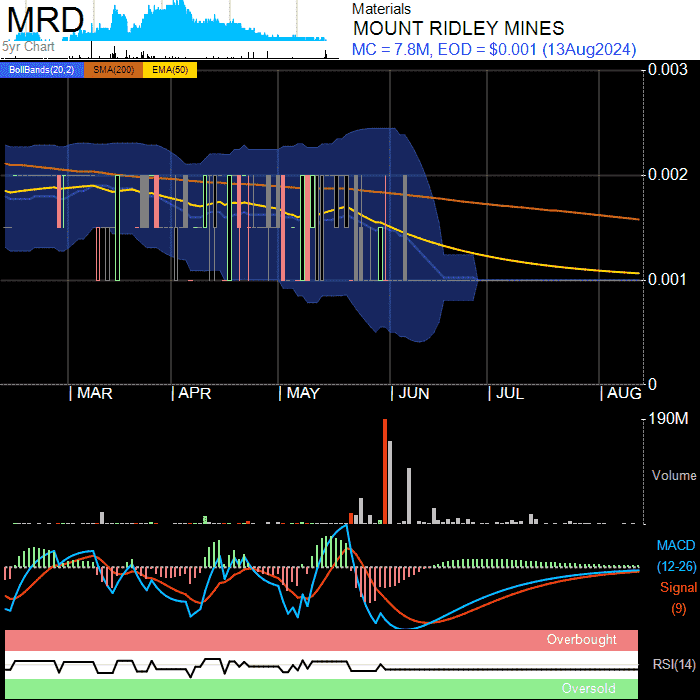 MRD
5yr Chart
Materials
MOUNT RIDLEY MINES
MC = 7.8M, EOD = $0.001 (13Aug2024)
BollBands(20,2) SMA(200) EMA(50)
0.003
0.002
0.001
0
| MAR | APR | MAY | JUN | JUL | AUG
190M
Volume
MACD
(12-26)
Signal
(9)
Overbought
RSI(14)
Oversold